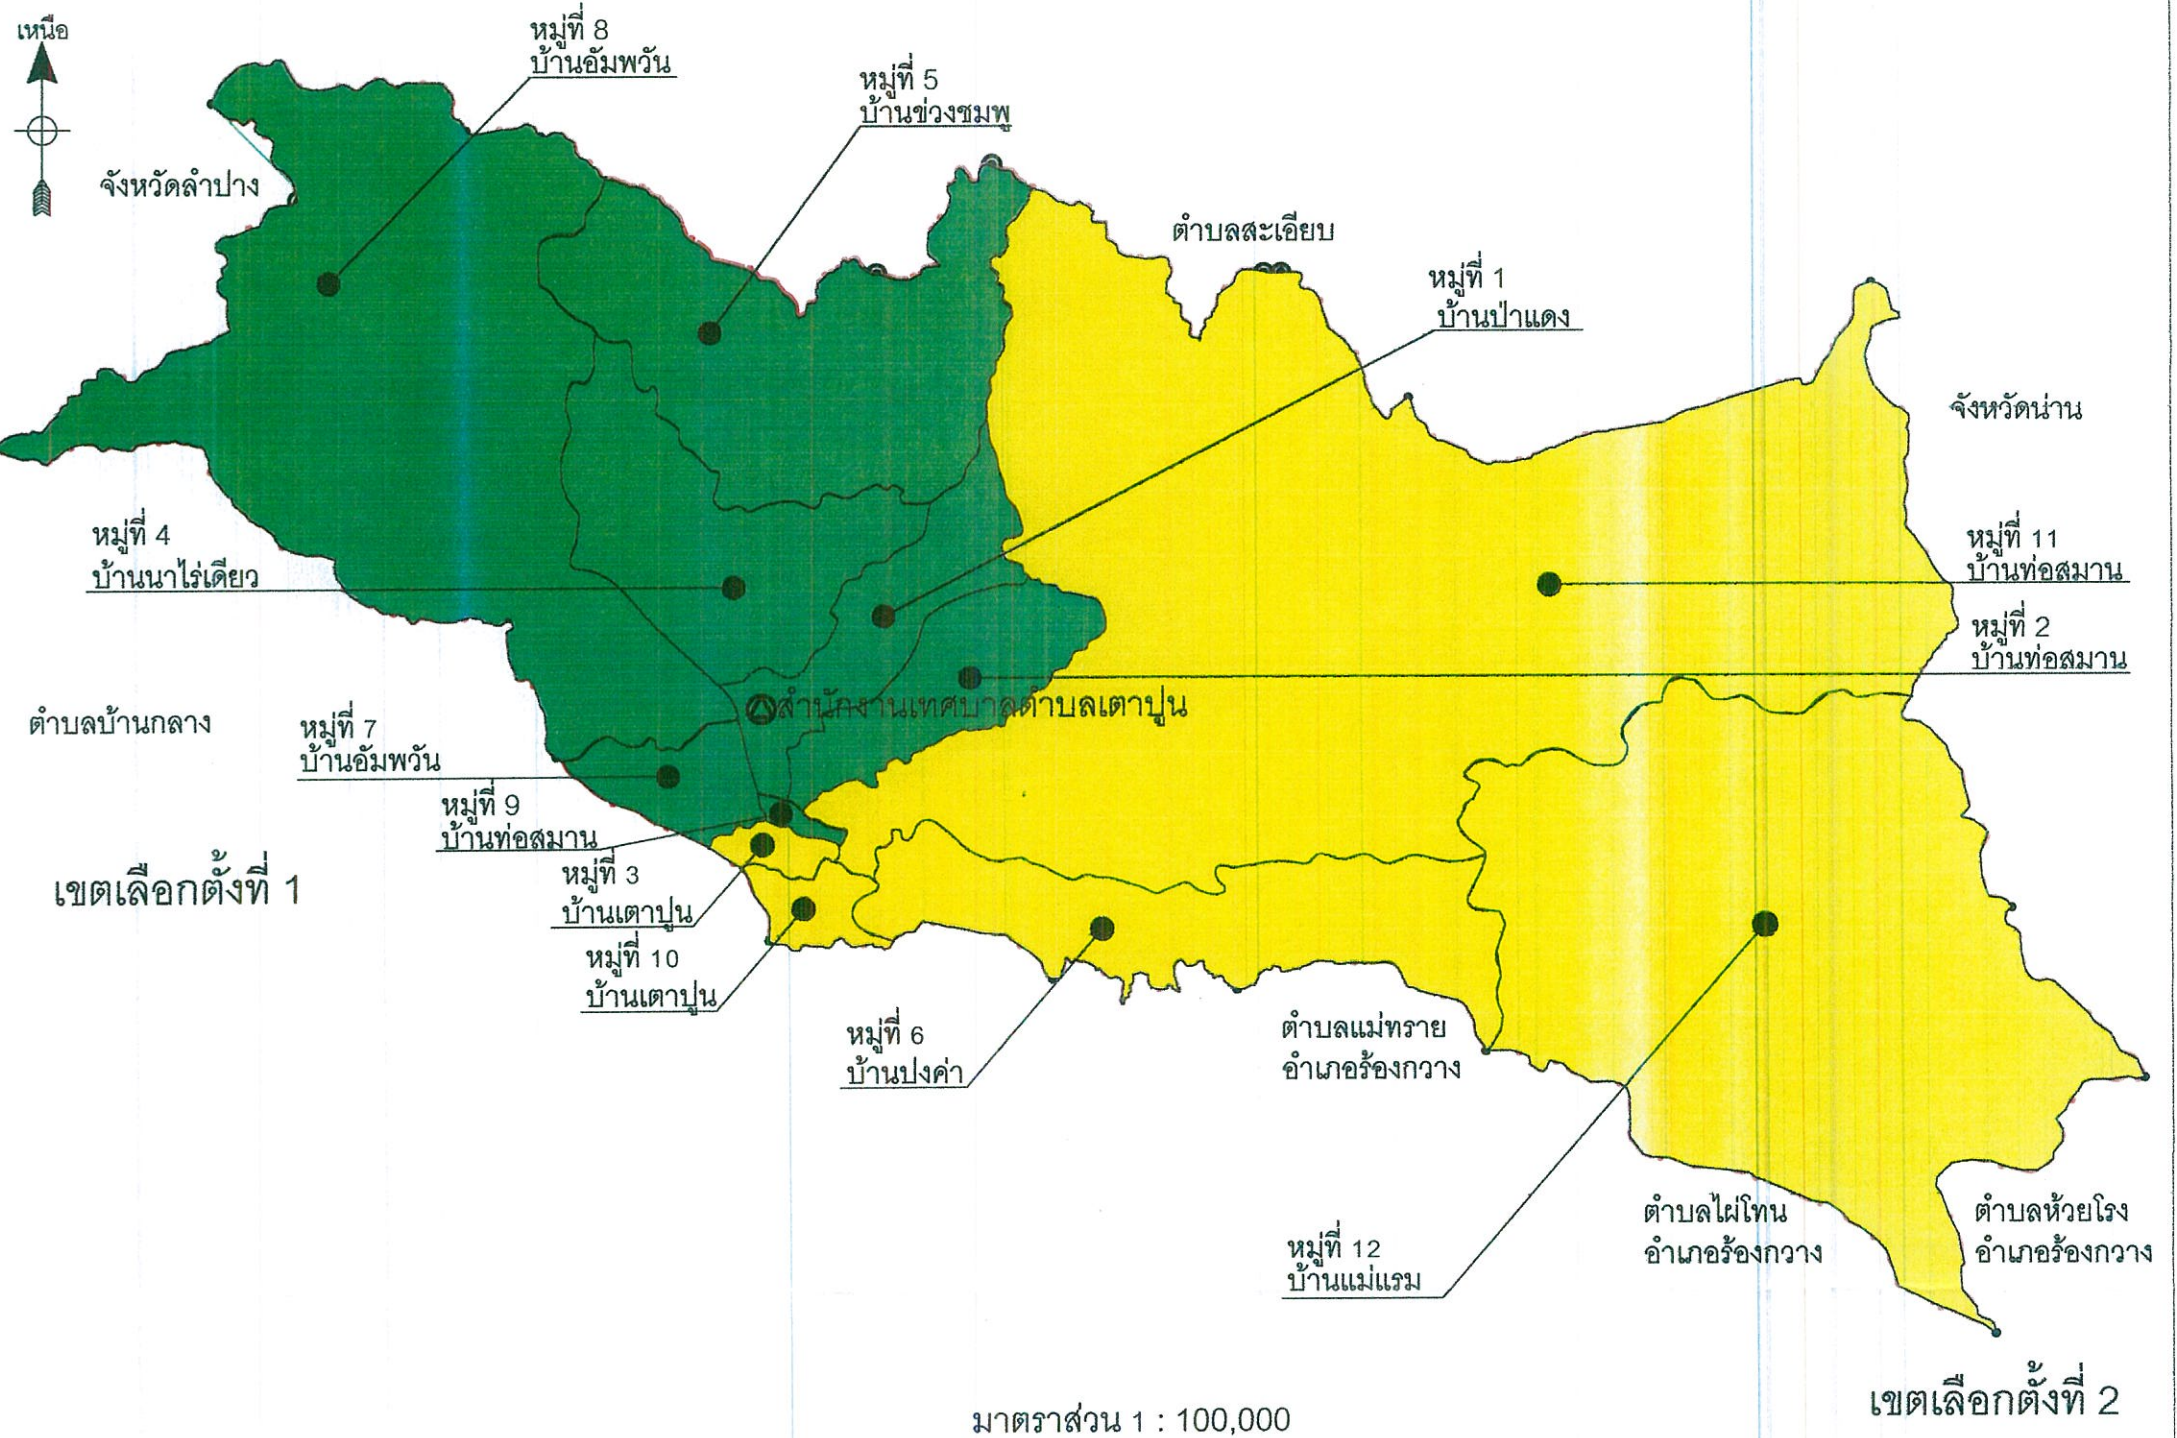 เหนือ
หมู่ที่ 8
บ้านอัมพวัน
หมู่ที่ 5
บ้านข่วงชมพู
จังหวัดลำปาง
ตำบลสะเอียบ
หมู่ที่ 1
บ้านป่าแดง
จังหวัดน่าน
หมู่ที่ 4
บ้านนาไร่เดียว
หมู่ที่ 11
บ้านท่อสมาน
หมู่ที่ 2
บ้านท่อสมาน
สำนักงานเทศบาลตำบลเตาปูน
ตำบลบ้านกลาง
หมู่ที่ 7
บ้านอัมพวัน
หมู่ที่ 9
บ้านท่อสมาน
เขตเลือกตั้งที่ 1
หมู่ที่ 3
บ้านเตาปูน
หมู่ที่ 10
บ้านเตาปูน
หมู่ที่ 6
บ้านปงค่า
ตำบลแม่ทราย
อำเภอร้องกวาง
หมู่ที่ 12
บ้านแม่แรม
ตำบลไผ่โทน
อำเภอร้องกวาง
ตำบลห้วยโรง
อำเภอร้องกวาง
เขตเลือกตั้งที่ 2
มาตราส่วน 1 : 100,000